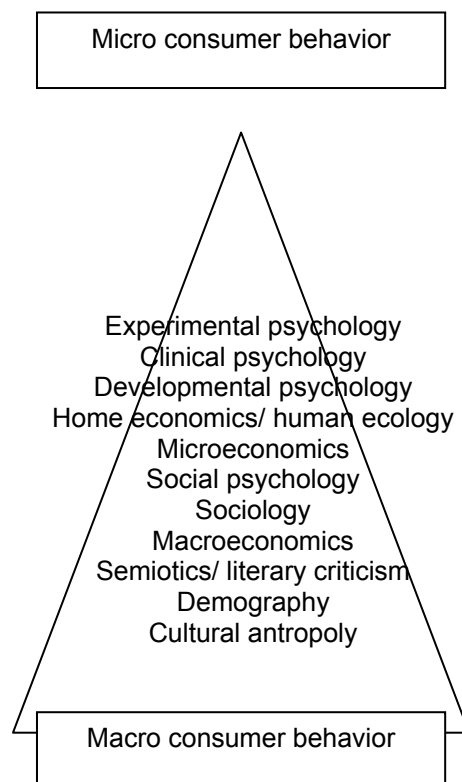 Micro consumer behavior
Experimental psychology
Clinical psychology
Developmental psychology
Home economics/ human ecology
Microeconomics
Social psychology
Sociology
Macroeconomics
Semiotics/ literary criticism
Demography
Cultural antropoly
Macro consumer behavior